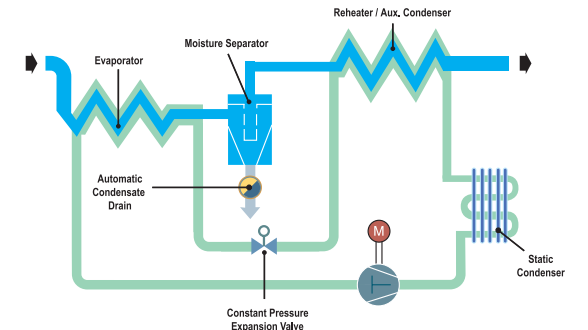 Reheater / Aux. Condenser
Moisture Separator
Evaporator
Automatic
Condensate
Drain
M
Static
Condenser
Constant Pressure
Expansion Valve